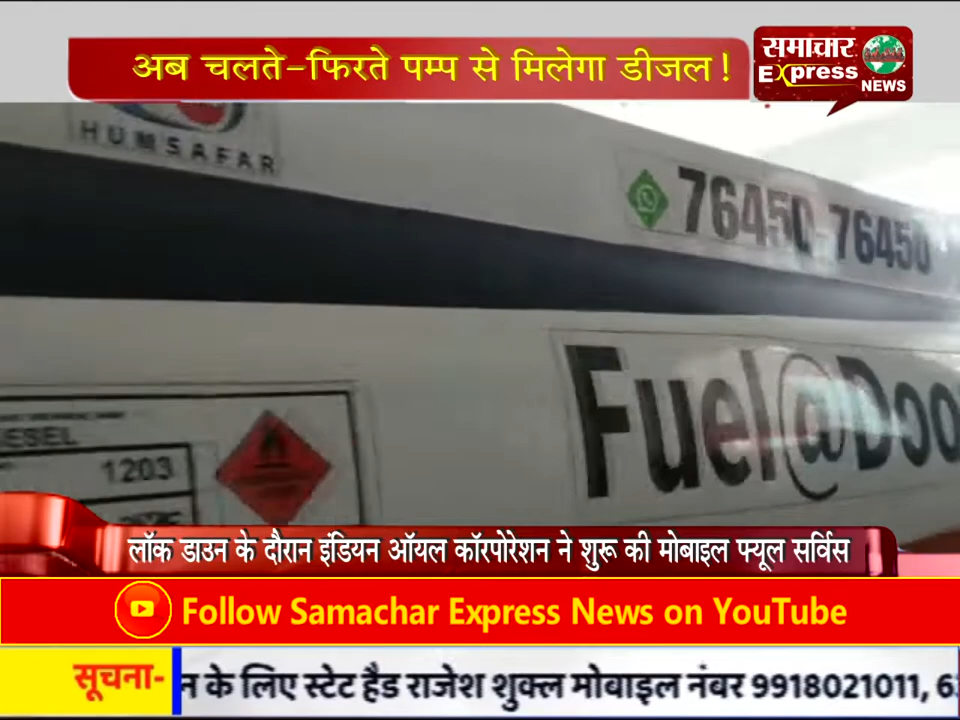 अब चलते-फिरते पम्प से मिलेगा डीजल!
समाचार
Express
NEWS
HUMSAFAR
76450-76450
Fuel@Doo
ESEL
1203
लॉक डाउन के दौरान इंडियन ऑयल कॉरपोरेशन ने शुरू की मोबाइल फ्यूल सर्विस
Follow Samachar Express News on YouTube
सूचना-
न के लिए स्टेट हैड राजेश शुक्ल मोबाइल नंबर 9918021011, 6